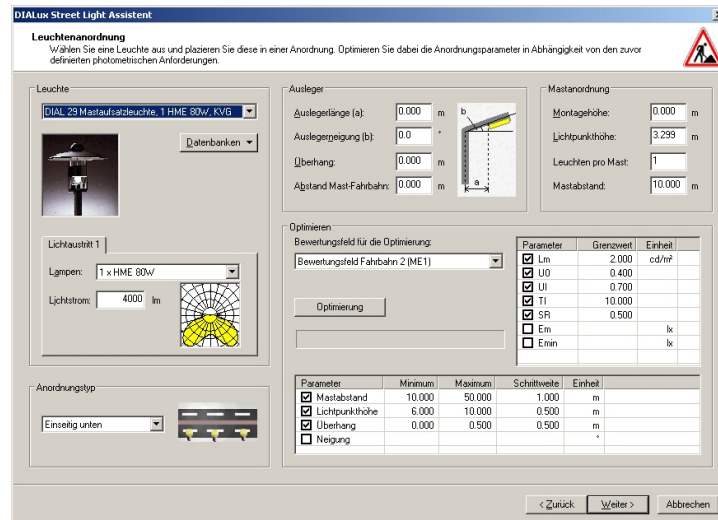 DIALux Street Light Assistent
Leuchtenanordnung
Wählen Sie eine Leuchte aus und plazieren Sie diese in einer Anordnung. Optimieren Sie dabei die Anordnungsparameter in Abhängigkeit von den zuvor
definierten photometrischen Anforderungen.
Leuchte
DIAL 29 Mastaufsatzleuchte, 1 HME 80W, KVG
Datenbanken
Lichtaustritt 1
Lampen: 1 x HME 80W
Lichtstrom: 4000 lm
Anordnungstyp
Einseitig unten
Ausleger
Auslegerlänge (a): 0.000 m
Auslegerneigung (b): 0.0 °
Überhang: 0.000 m
Abstand Mast-Fahrbahn: 0.000 m
b
a
Mastanordnung
Montagehöhe: 0.000 m
Lichtpunkthöhe: 3.299 m
Leuchten pro Mast: 1
Mastabstand: 10.000 m
Optimieren
Bewertungsfeld für die Optimierung:
Bewertungsfeld Fahrbahn 2 (ME1)
Optimierung
Parameter Grenzwert Einheit
Lm 2.000 cd/m²
U0 0.400
UI 0.700
TI 10.000
SR 0.500
Em lx
Emin lx
Parameter Minimum Maximum Schrittweite Einheit
Mastabstand 10.000 50.000 1.000 m
Lichtpunkthöhe 6.000 10.000 0.500 m
Überhang 0.000 0.500 0.500 m
Neigung °
< Zurück
Weiter >
Abbrechen